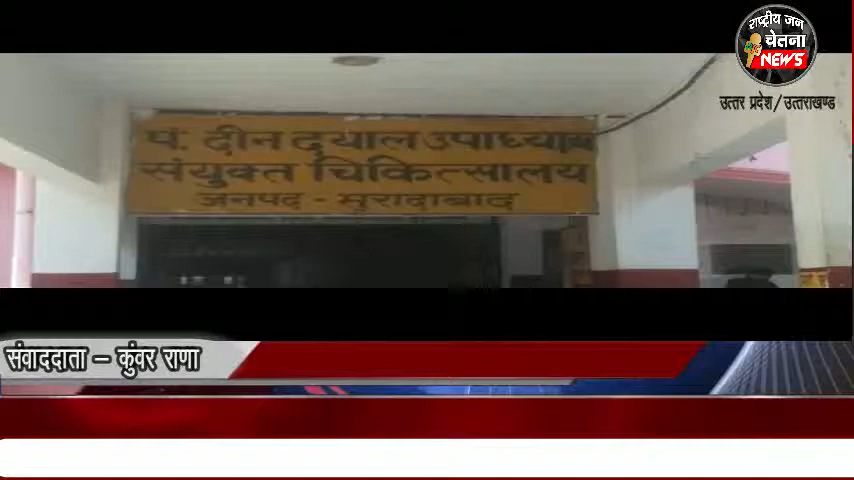 राष्ट्रीय जन
चेतना
NEWS
उत्तर प्रदेश/उत्तराखण्ड
पं. दीन दयाल उपाध्याय
संयुक्त चिकित्सालय
जनपद - मुरादाबाद
संवाददाता – कुंवर राणा